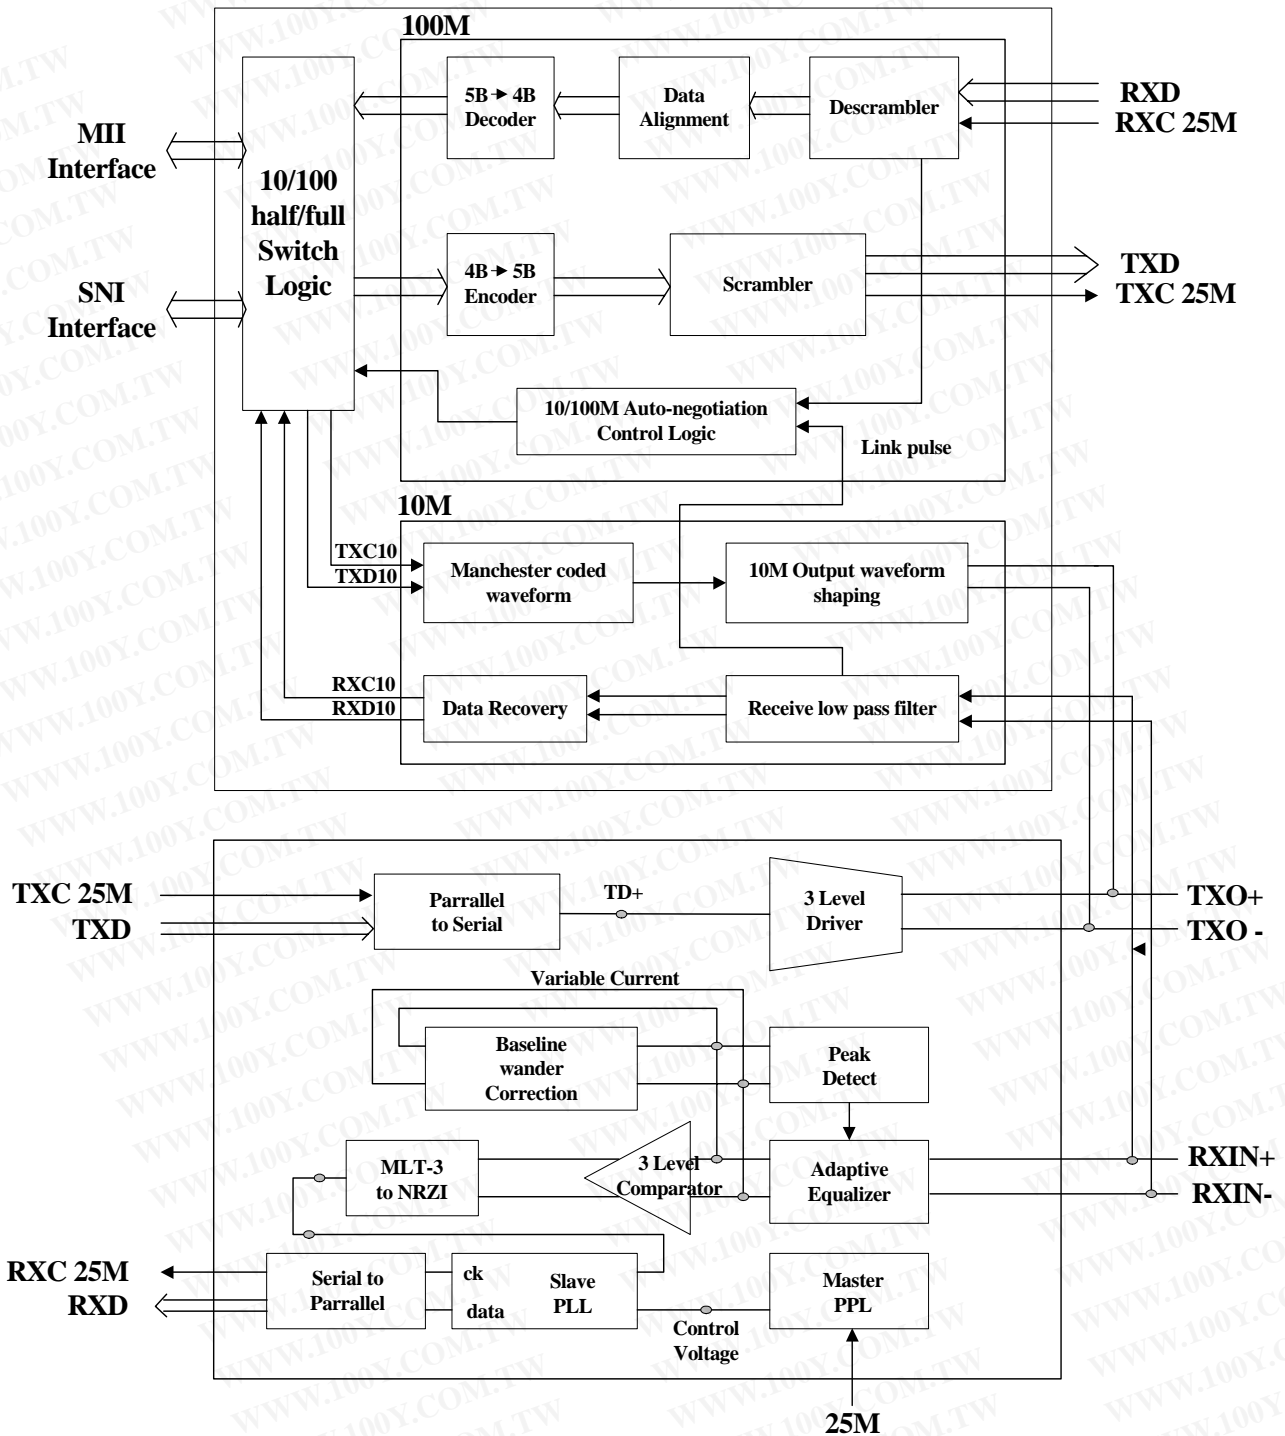 100M
5B → 4B
Decoder
Data
Alignment
Descrambler
RXD
RXC 25M
MII
Interface
10/100
half/full
Switch
Logic
4B → 5B
Encoder
Scrambler
TXD
TXC 25M
SNI
Interface
10/100M Auto-negotiation
Control Logic
Link pulse
10M
TXC10
TXD10
Manchester coded
waveform
10M Output waveform
shaping
RXC10
RXD10
Data Recovery
Receive low pass filter
TXC 25M
TXD
Parrallel
to Serial
TD+
3 Level
Driver
TXO+
TXO -
Variable Current
Baseline
wander
Correction
Peak
Detect
MLT-3
to NRZI
3 Level
Comparator
Adaptive
Equalizer
RXIN+
RXIN-
RXC 25M
RXD
Serial to
Parrallel
ck
data
Slave
PLL
Control
Voltage
Master
PPL
25M
WWW.100Y.COM.TW